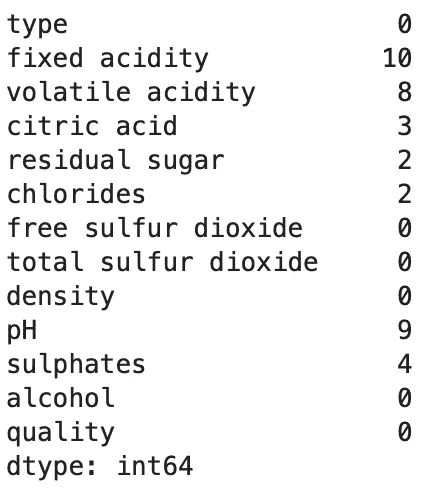 type 0
fixed acidity 10
volatile acidity 8
citric acid 3
residual sugar 2
chlorides 2
free sulfur dioxide 0
total sulfur dioxide 0
density 0
pH 9
sulphates 4
alcohol 0
quality 0
dtype: int64